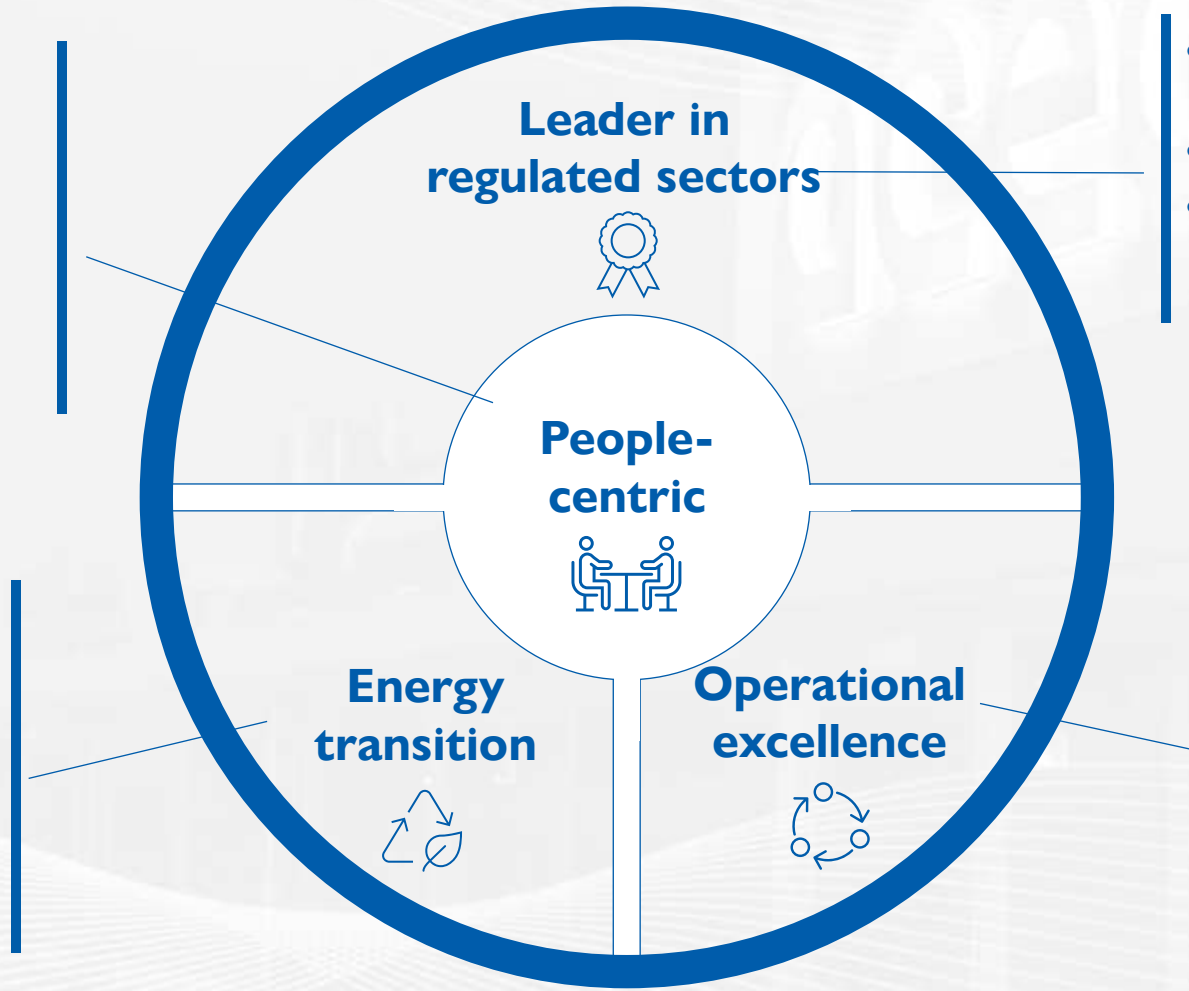 Leader in
regulated sectors
People-
centric
Energy
transition
Operational
excellence